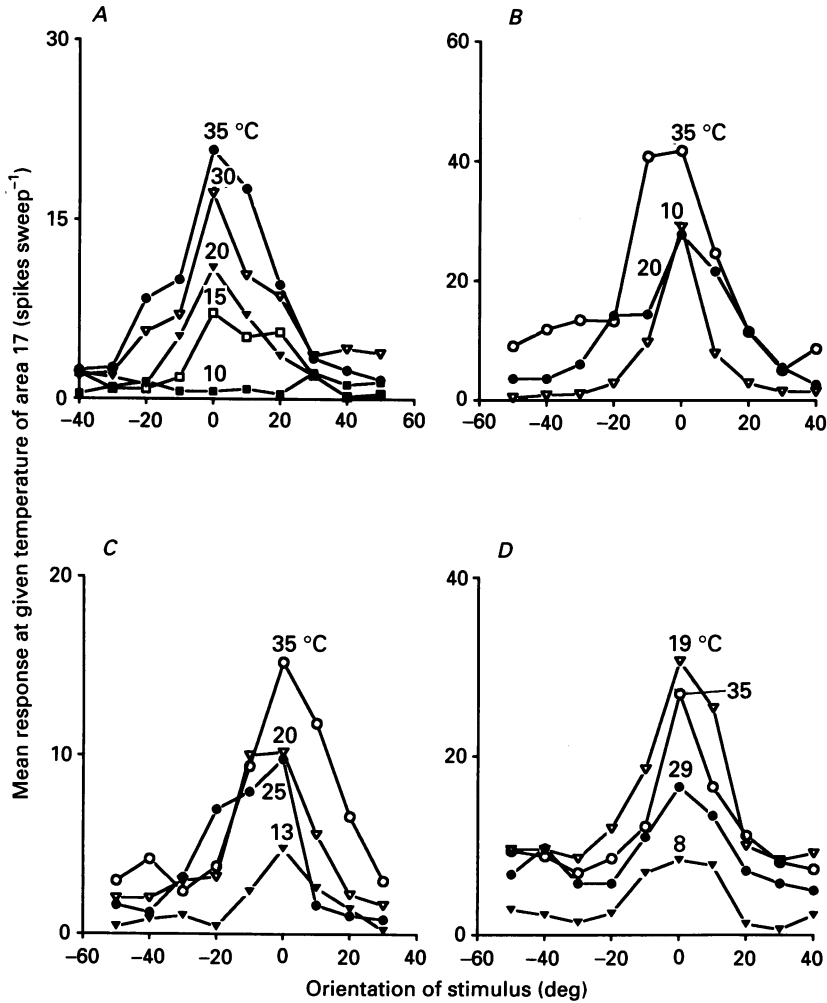 Mean response at given temperature of area 17 (spikes sweep⁻¹)
A
30
15
0
35 °C
30
20
15
10
−40 −20 0 20 40 60
B
60
40
20
0
35 °C
10
20
−60 −40 −20 0 20 40
C
20
10
0
35 °C
20
25
13
−60 −40 −20 0 20 40
D
40
20
0
19 °C
35
29
8
−60 −40 −20 0 20 40
Orientation of stimulus (deg)